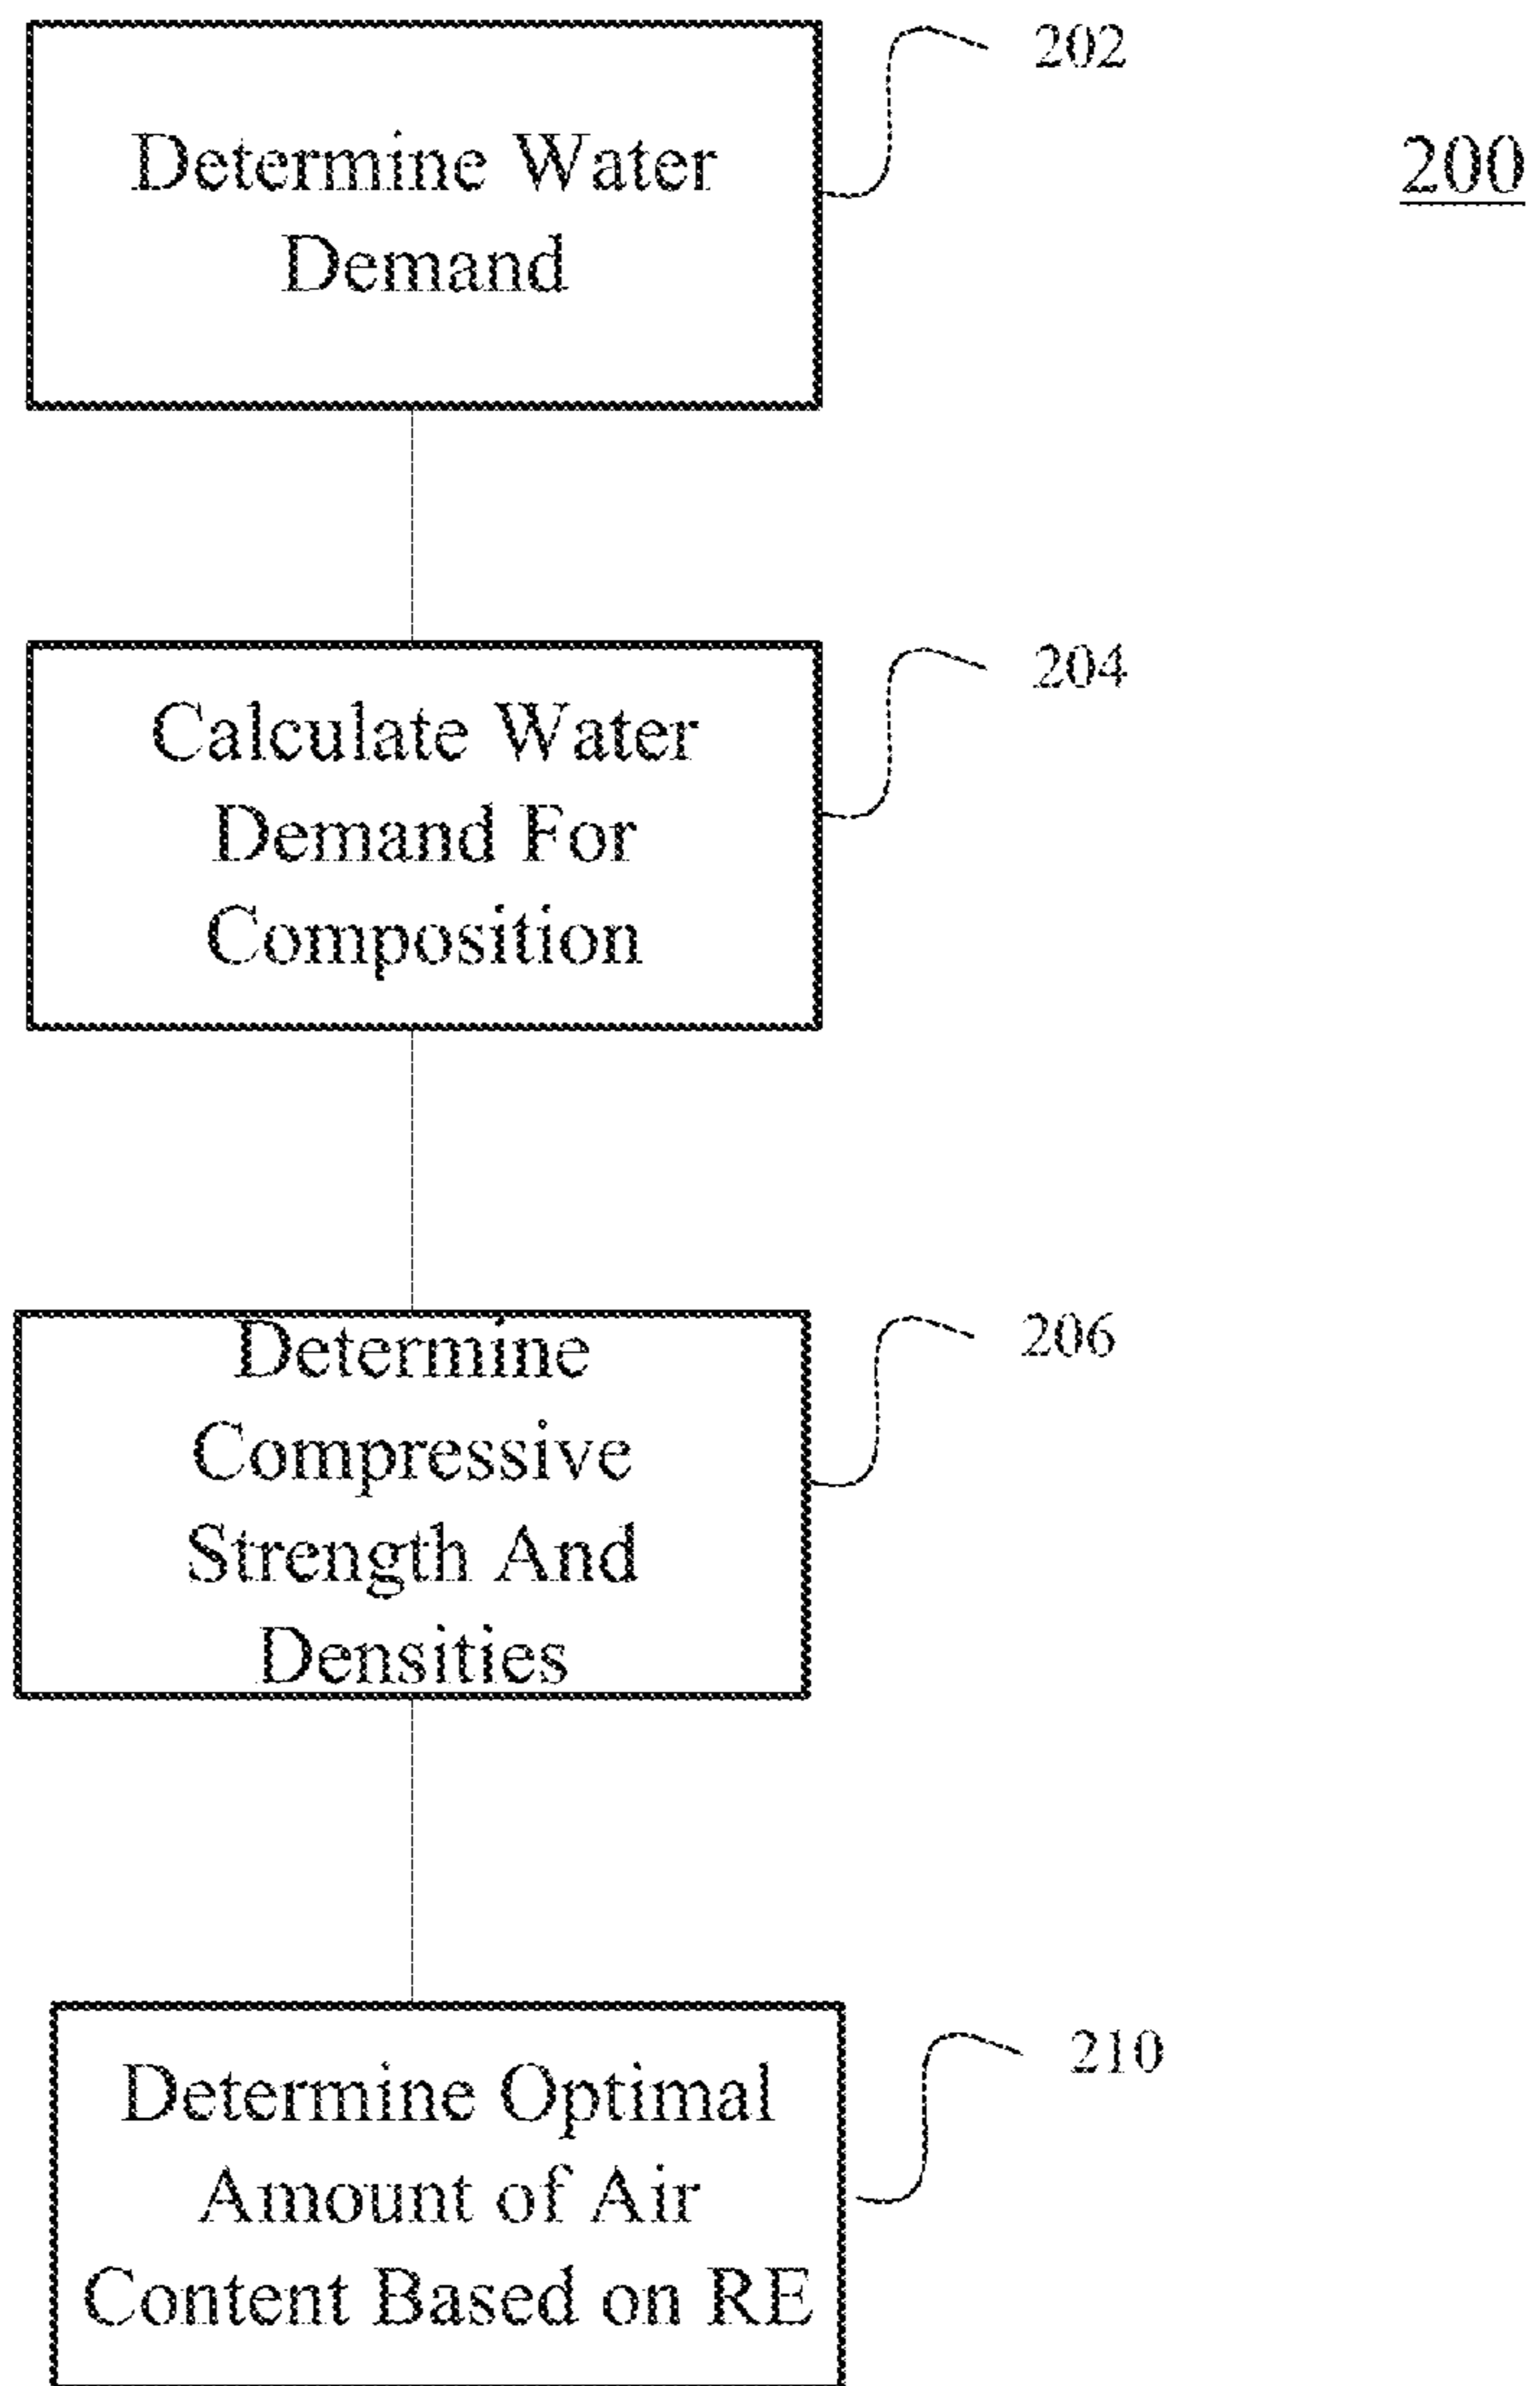 202
200
Determine Water
Demand
204
Calculate Water
Demand For
Composition
206
Determine
Compressive
Strength And
Densities
210
Determine Optimal
Amount of Air
Content Based on RE